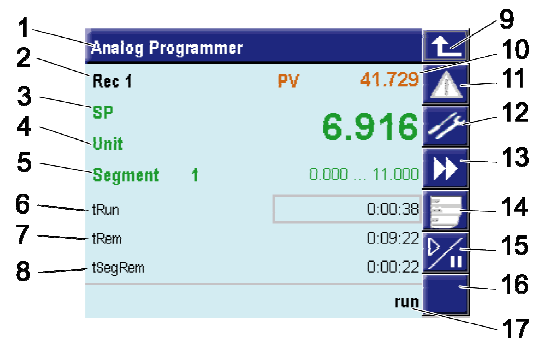 1
9
Analog Programmer
10
2
Rec 1
PV
41.729
11
3
SP
6.916
12
4
Unit
5
Segment
1
0.000 ... 11.000
13
6
tRun
0:00:38
14
7
tRem
0:09:22
15
8
tSegRem
0:00:22
16
run
17